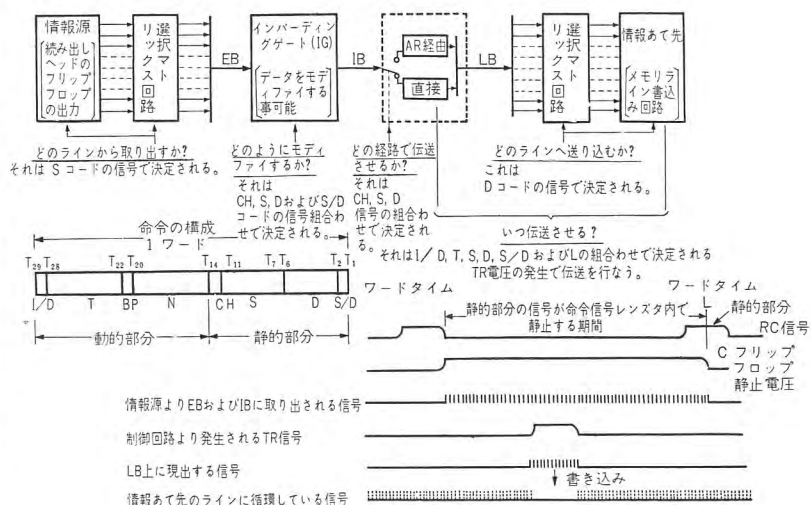 情報源
読み出し
ヘッドの
フリップ
フロップ
の出力
選択マト
リックス
回路
EB
インバーディン
グゲート(IG)
データをモディ
ファイする
事可能
IB
AR経由
直接
LB
選択マト
リックス
回路
情報あて先
メモリラ
イン書込
み回路
どのラインから取り出すか?
それは S コードの信号で決定される。
どのようにモディ
ファイするか?
それは
CH, S, DおよびS/D
コードの信号組合わ
せで決定される。
どの経路で伝送
させるか?
それは
CH, S, D
信号の組合わ
せで決定され
る。
どのラインへ送り込むか?
これは
D コードの信号で決定される。
いつ伝送させる?
それはI/D, T, S, D, S/D およびLの組合わせで決定される
TR電圧の発生で伝送を行なう。
命令の構成
1 ワード
T29 T28 T22 T20 T14 T11 T7 T6 T2 T1
I/D T BP N CH S D S/D
動的部分 静的部分
ワードタイム
ワードタイム
L
静的部分の信号が命令信号レンズタ内で
静止する期間
静的部分
RC信号
C フリップ
フロップ
静止電圧
情報源よりEBおよびIBに取り出される信号
制御回路より発生されるTR信号
LB上に現出する信号
書き込み
情報あて先のラインに循環している信号